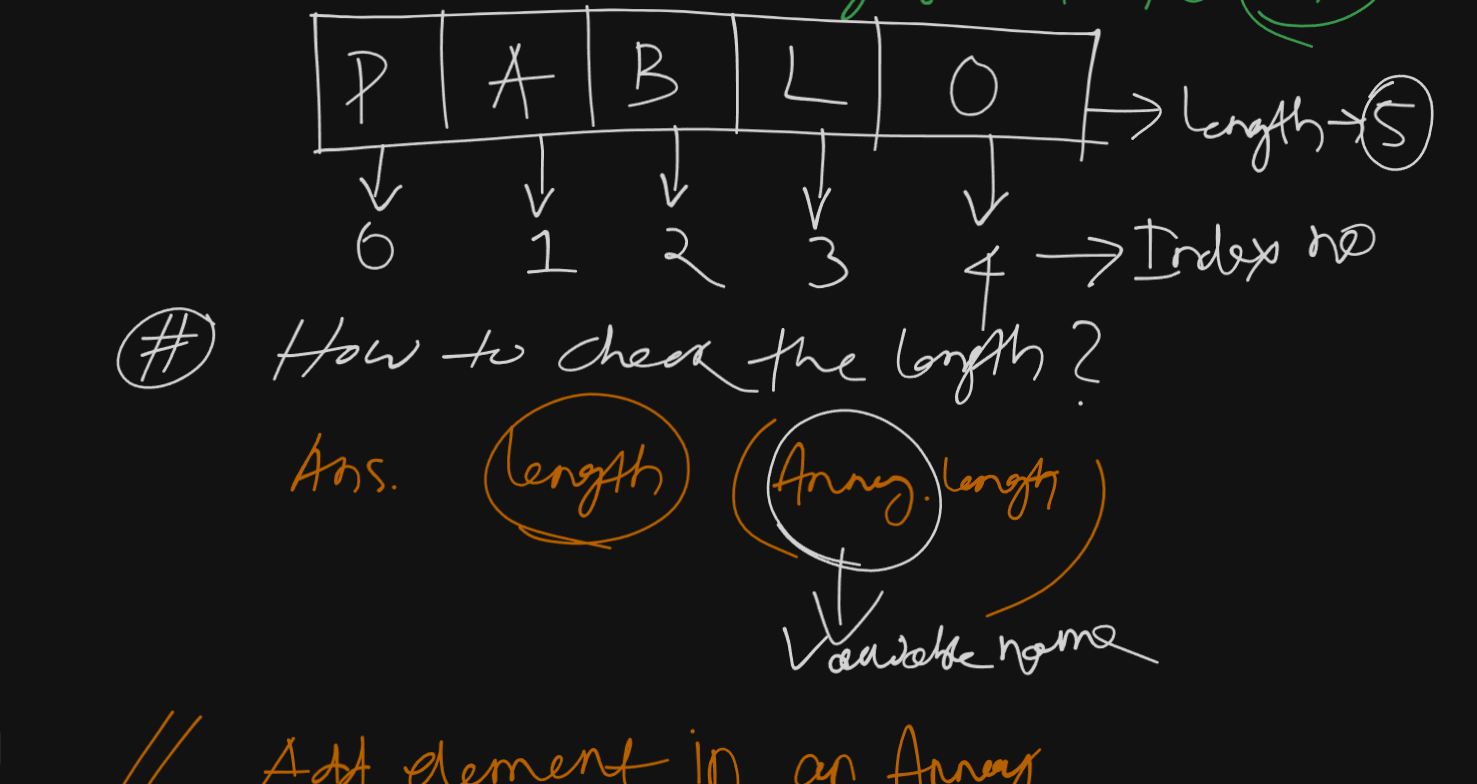 P A B L O → Length → 5
0 1 2 3 4 → Index no
# How to check the length?
Ans. length (Array.length)
Variable name
// Add element in an Array